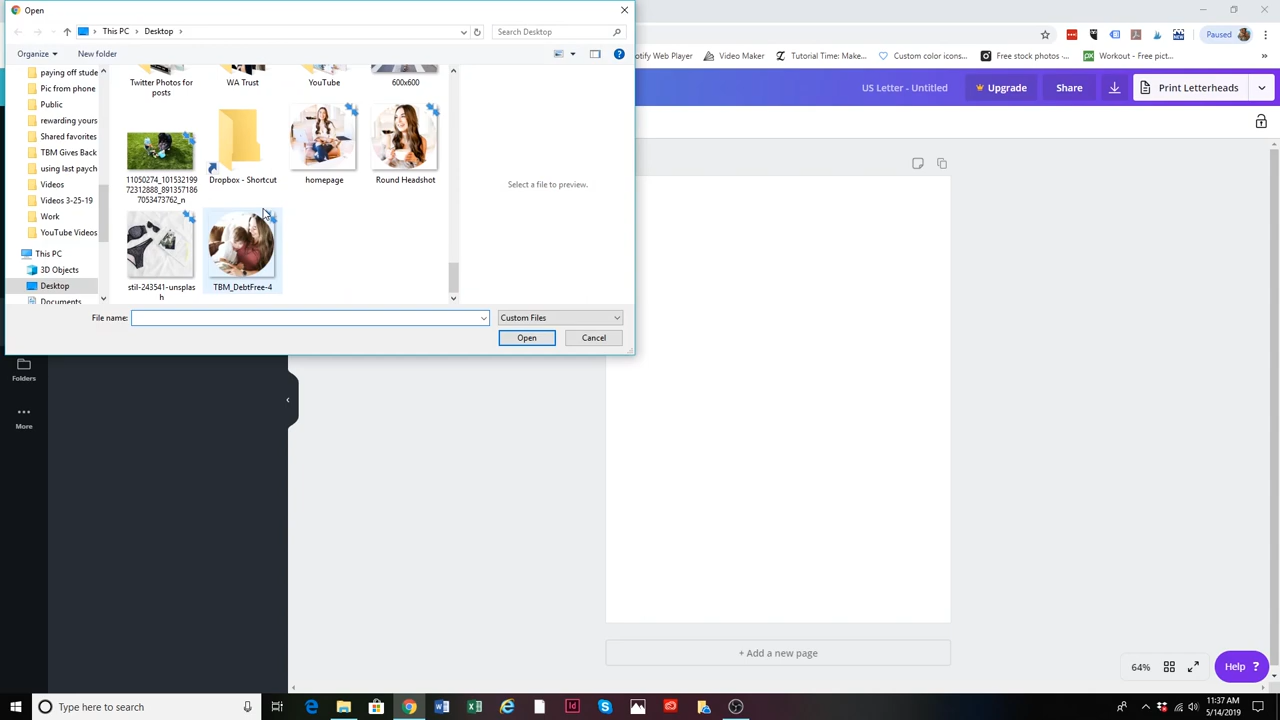 Open
This PC > Desktop >
Search Desktop
Paused
Organize
New folder
otify Web Player
Video Maker
Tutorial Time: Make...
Custom color icons...
Free stock photos -...
Workout – Free pict...
»
paying off stude
Pic from phone
Public
rewarding yours
Shared favorites
TBM Gives Back
using last paych
Videos
Videos 3-25-19
Work
YouTube Videos
This PC
3D Objects
Desktop
Documents
Twitter Photos for
posts
WA Trust
YouTube
600x600
11050274_101532199
72312888_891357186
7053473762_n
Dropbox - Shortcut
homepage
Round Headshot
stil-243541-unsplas
h
TBM_DebtFree-4
Select a file to preview.
File name:
Custom Files
Open
Cancel
US Letter - Untitled
Upgrade
Share
Print Letterheads
Folders
More
+ Add a new page
64%
Help ?
Type here to search
11:37 AM
5/14/2019